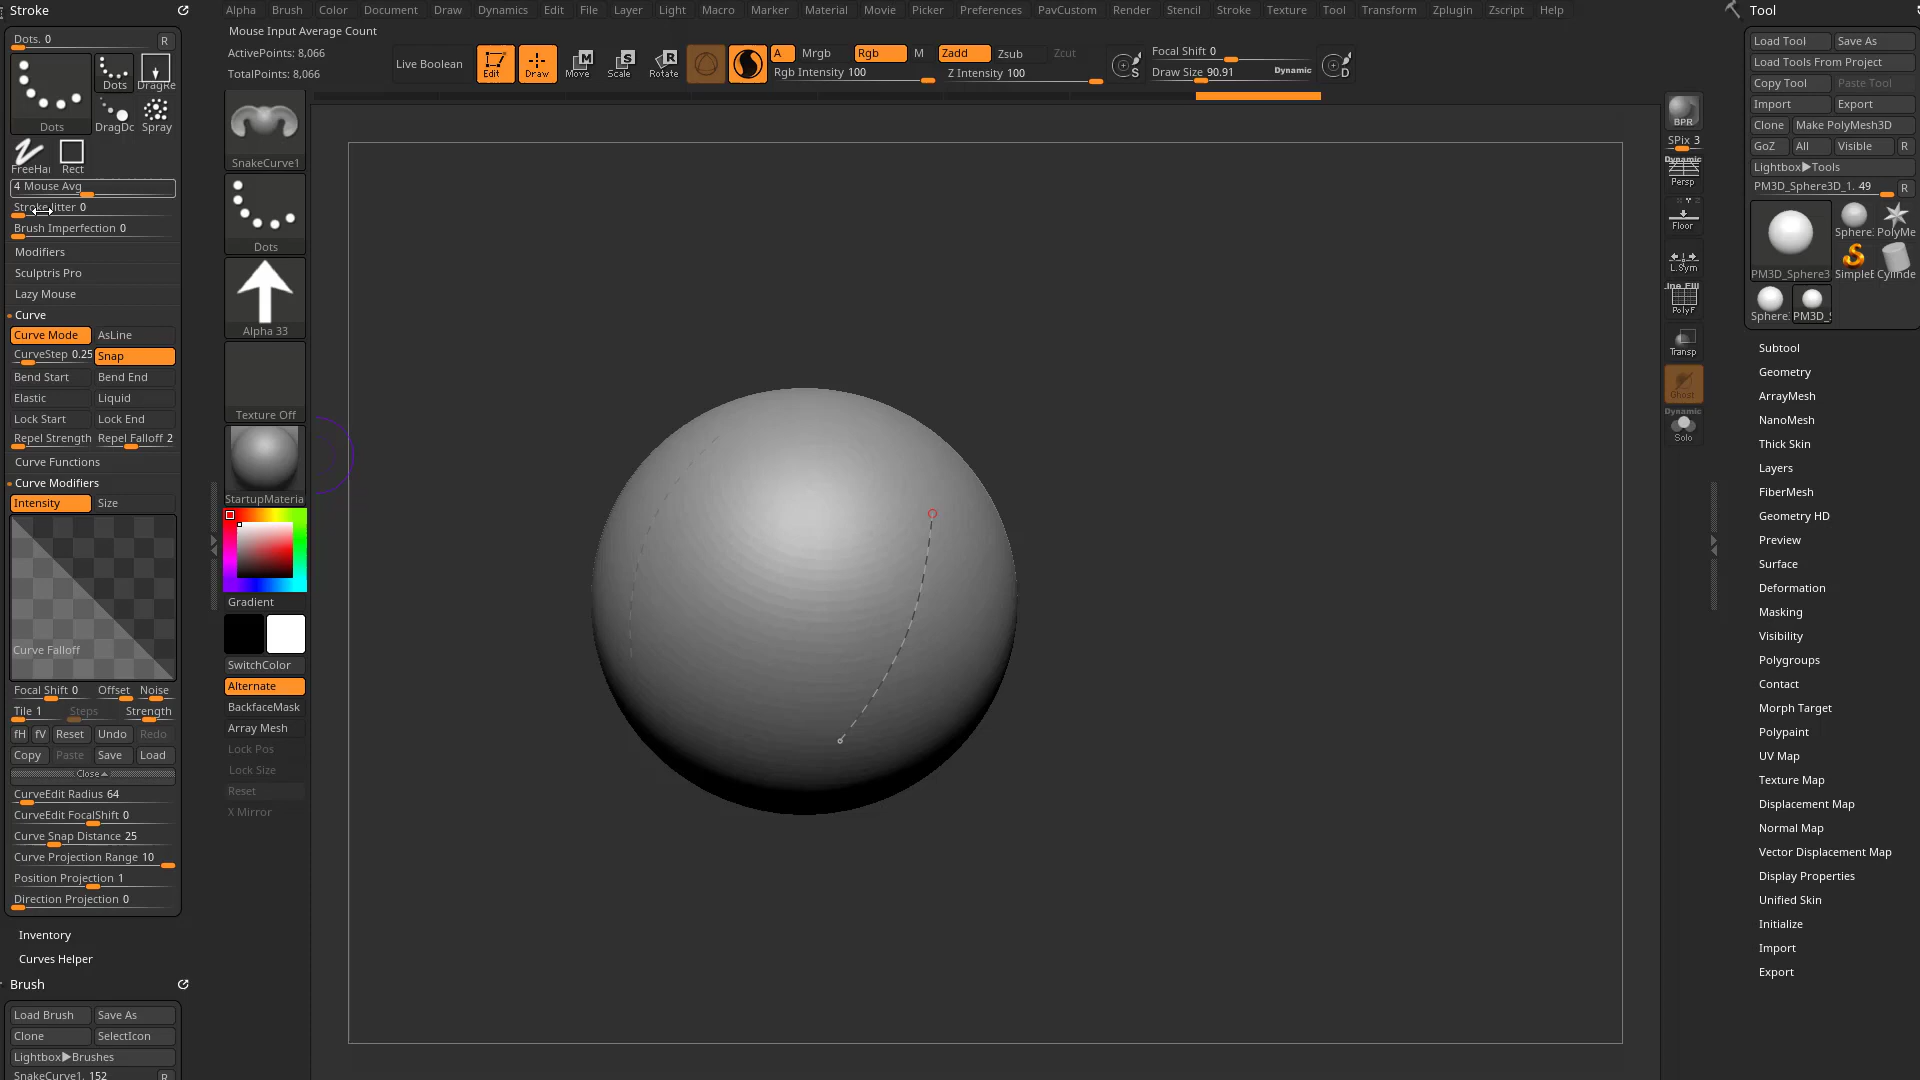 Stroke
Alpha Brush Color Document Draw Dynamics Edit File Layer Light Macro Marker Material Movie Picker Preferences PavCustom Render Stencil Stroke Texture Tool Transform Zplugin Zscript Help
Tool
Mouse Input Average Count
Dots. 0
R
Dots
Dots
DragRe
DragDc
Spray
FreeHai
Rect
4 Mouse Avg
Stroke Jitter 0
Brush Imperfection 0
Modifiers
Sculptris Pro
Lazy Mouse
Curve
Curve Mode AsLine
CurveStep 0.25 Snap
Bend Start Bend End
Elastic Liquid
Lock Start Lock End
Repel Strength Repel Falloff 2
Curve Functions
Curve Modifiers
Intensity Size
Curve Falloff
Focal Shift 0 Offset Noise
Tile 1 Steps Strength
fH fV Reset Undo Redo
Copy Paste Save Load
Close
CurveEdit Radius 64
CurveEdit FocalShift 0
Curve Snap Distance 25
Curve Projection Range 10
Position Projection 1
Direction Projection 0
Inventory
Curves Helper
Brush
Load Brush Save As
Clone SelectIcon
Lightbox▶Brushes
SnakeCurve1. 152 R
ActivePoints: 8,066
TotalPoints: 8,066
Live Boolean
Edit
Draw
M
Move
S
Scale
R
Rotate
A Mrgb Rgb M Zadd Zsub Zcut
Rgb Intensity 100 Z Intensity 100
S
Focal Shift 0
Draw Size 90.91 Dynamic
D
SnakeCurve1
Dots
Alpha 33
Texture Off
StartupMateria
Gradient
SwitchColor
Alternate
BackfaceMask
Array Mesh
Lock Pos
Lock Size
Reset
X Mirror
BPR
SPix 3
Dynamic
Persp
Floor
L.Sym
Line Fill
PolyF
Transp
Ghost
Dynamic
Solo
Load Tool Save As
Load Tools From Project
Copy Tool Paste Tool
Import Export
Clone Make PolyMesh3D
GoZ All Visible R
Lightbox▶Tools
PM3D_Sphere3D_1. 49 R
PM3D_Sphere3
Sphere. PolyMe
SimpleE Cylinde
Sphere. PM3D_S
Subtool
Geometry
ArrayMesh
NanoMesh
Thick Skin
Layers
FiberMesh
Geometry HD
Preview
Surface
Deformation
Masking
Visibility
Polygroups
Contact
Morph Target
Polypaint
UV Map
Texture Map
Displacement Map
Normal Map
Vector Displacement Map
Display Properties
Unified Skin
Initialize
Import
Export